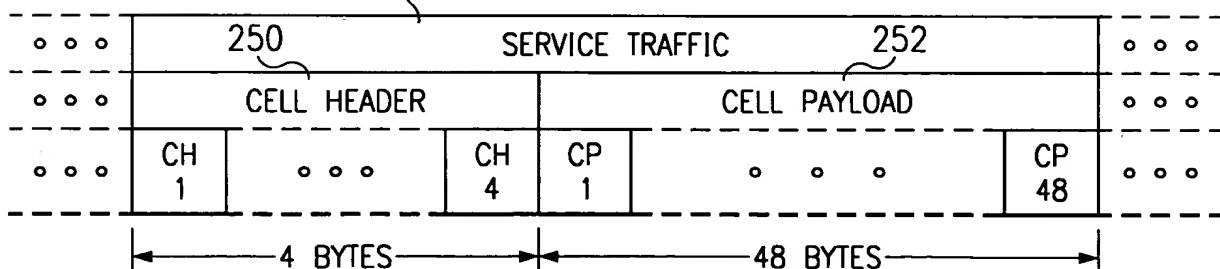 250 SERVICE TRAFFIC 252
CELL HEADER CELL PAYLOAD
CH 1 CH 4 CP 1 CP 48
4 BYTES 48 BYTES